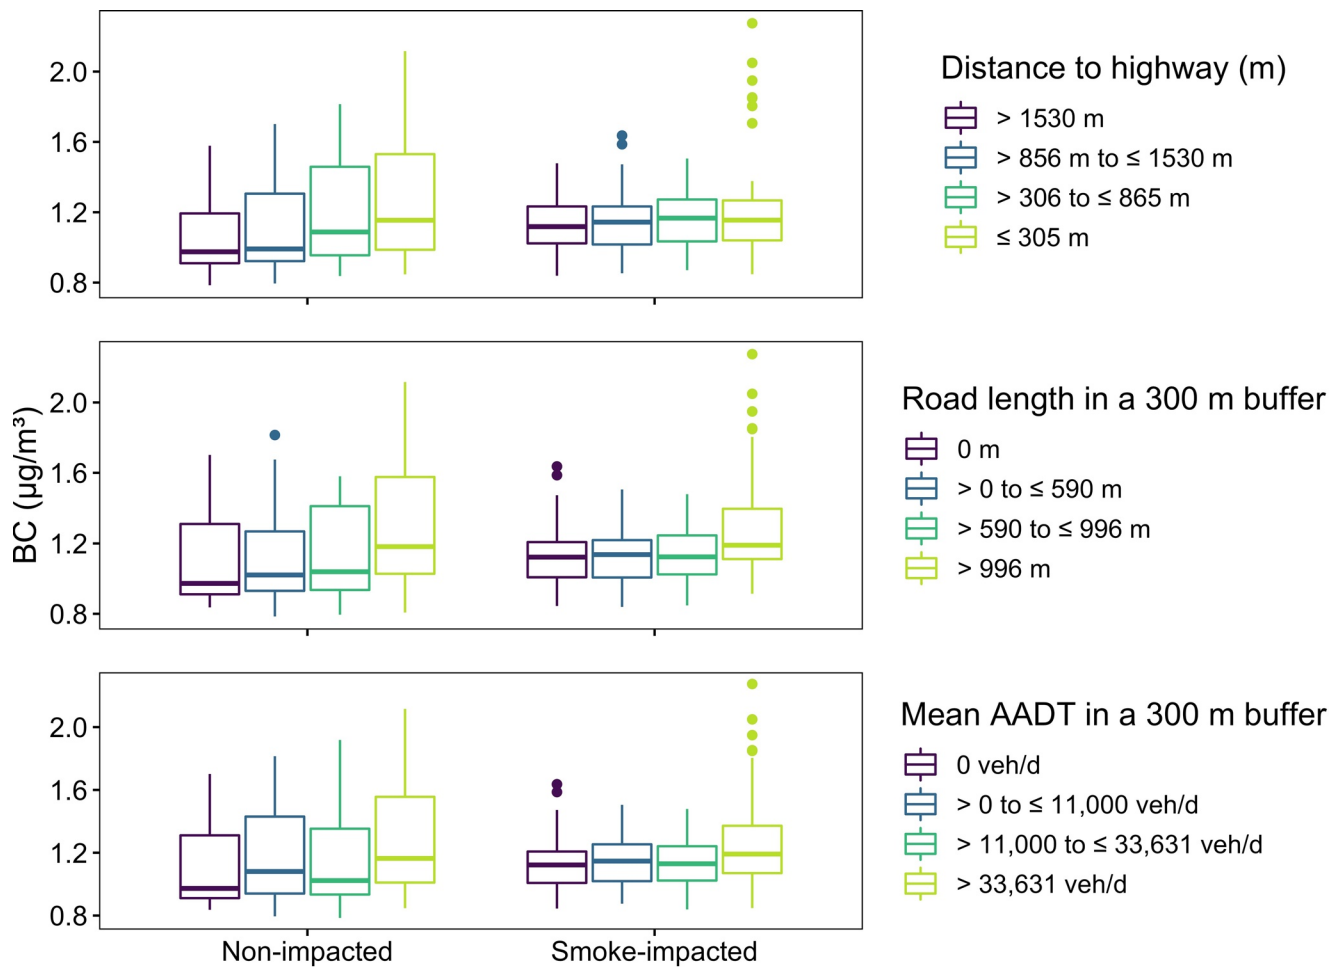 2.0
1.6
1.2
0.8
Distance to highway (m)
> 1530 m
> 856 m to ≤ 1530 m
> 306 to ≤ 865 m
≤ 305 m
BC (µg/m³)
2.0
1.6
1.2
0.8
Road length in a 300 m buffer
0 m
> 0 to ≤ 590 m
> 590 to ≤ 996 m
> 996 m
2.0
1.6
1.2
0.8
Mean AADT in a 300 m buffer
0 veh/d
> 0 to ≤ 11,000 veh/d
> 11,000 to ≤ 33,631 veh/d
> 33,631 veh/d
Non-impacted
Smoke-impacted